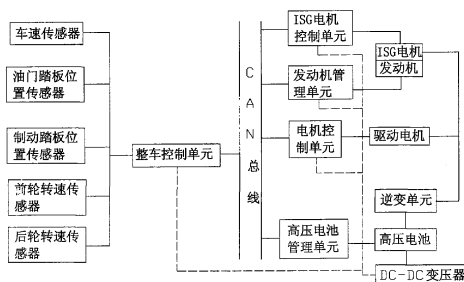 车速传感器
油门踏板位
置传感器
制动踏板位
置传感器
前轮转速传
感器
后轮转速传
感器
整车控制单元
CAN总线
ISG电机
控制单元
发动机管
理单元
电机控
制单元
高压电池
管理单元
ISG电机
发动机
驱动电机
逆变单元
高压电池
DC-DC变压器